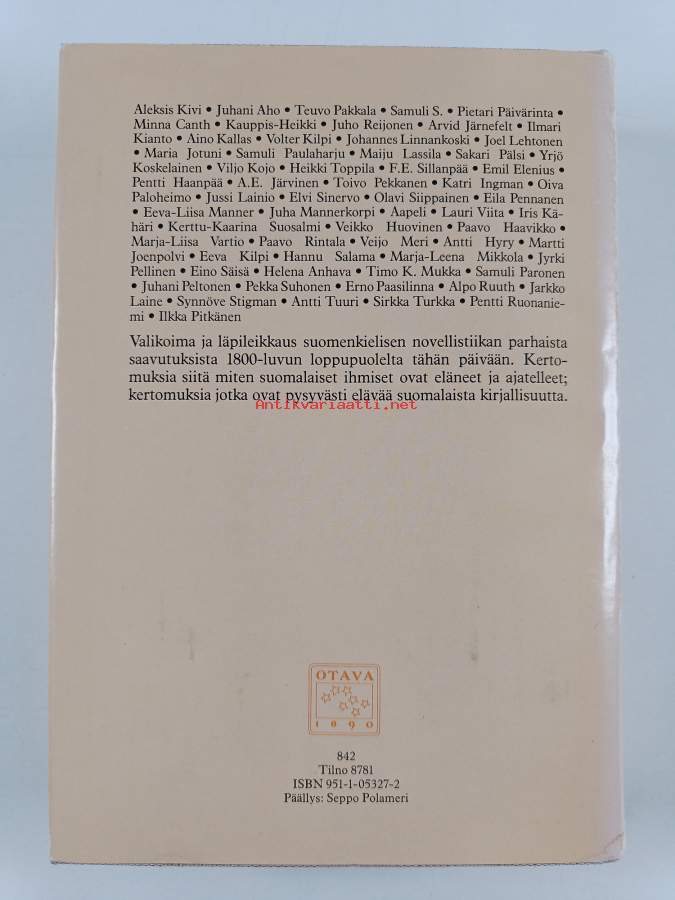 Aleksis Kivi • Juhani Aho • Teuvo Pakkala • Samuli S. • Pietari Päivärinta •
Minna Canth • Kauppis-Heikki • Juho Reijonen • Arvid Järnefelt • Ilmari
Kianto • Aino Kallas • Volter Kilpi • Johannes Linnankoski • Joel Lehtonen
• Maria Jotuni • Samuli Paulaharju • Maiju Lassila • Sakari Pälsi • Yrjö
Koskelainen • Viljo Kojo • Heikki Toppila • F.E. Sillanpää • Emil Elenius •
Pentti Haanpää • A.E. Järvinen • Toivo Pekkanen • Katri Ingman • Oiva
Paloheimo • Jussi Lainio • Elvi Sinervo • Olavi Siippainen • Eila Pennanen
• Eeva-Liisa Manner • Juha Mannerkorpi • Aapeli • Lauri Viita • Iris Kä-
häri • Kerttu-Kaarina Suosalmi • Veikko Huovinen • Paavo Haavikko •
Marja-Liisa Vartio • Paavo Rintala • Veijo Meri • Antti Hyry • Martti
Joenpolvi • Eeva Kilpi • Hannu Salama • Marja-Leena Mikkola • Jyrki
Pellinen • Eino Säisä • Helena Anhava • Timo K. Mukka • Samuli Paronen
• Juhani Peltonen • Pekka Suhonen • Erno Paasilinna • Alpo Ruuth • Jarkko
Laine • Synnöve Stigman • Antti Tuuri • Sirkka Turkka • Pentti Ruonanie-
mi • Ilkka Pitkänen
Valikoima ja läpileikkaus suomenkielisen novellistiikan parhaista
saavutuksista 1800-luvun loppupuolelta tähän päivään. Kerto-
muksia siitä miten suomalaiset ihmiset ovat eläneet ja ajatelleet;
kertomuksia jotka ovat pysyvästi elävää suomalaista kirjallisuutta.
Antikvariaatti.net
OTAVA
1890
842
Tilno 8781
ISBN 951-1-05327-2
Päällys: Seppo Polameri